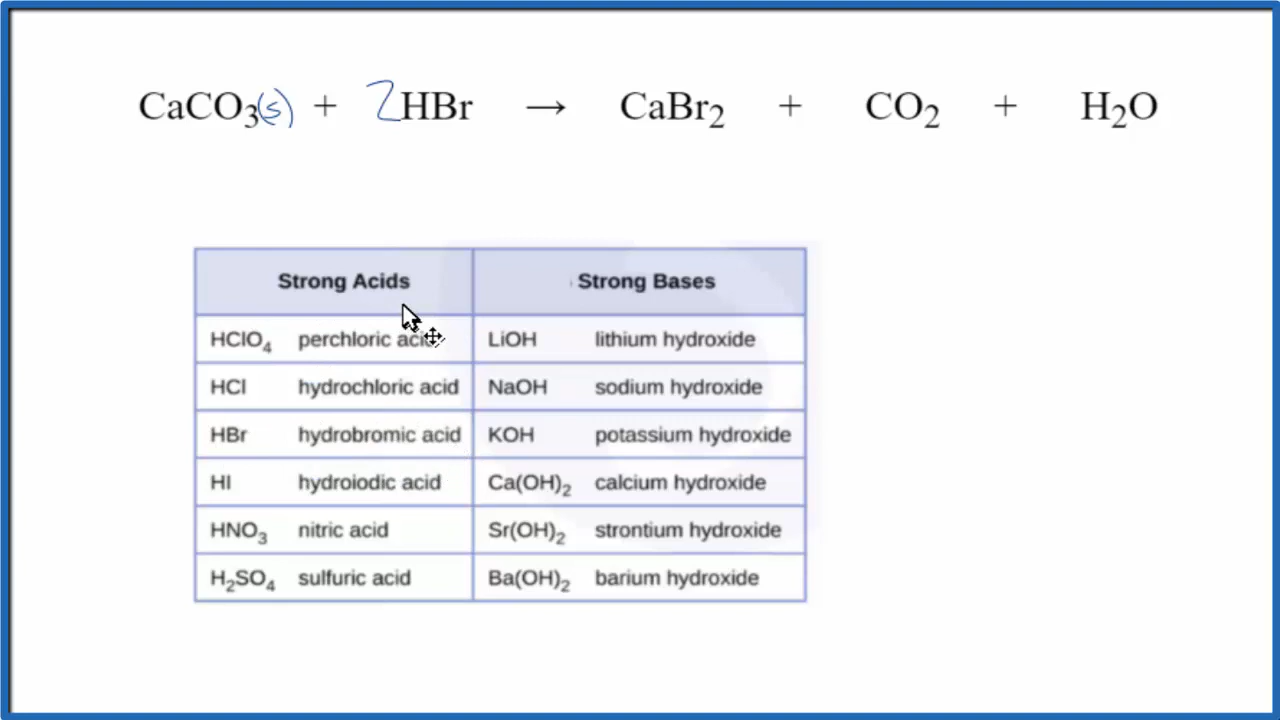 CaCO₃(s) + 2HBr → CaBr₂ + CO₂ + H₂O
Strong Acids Strong Bases
HClO₄ perchloric acid LiOH lithium hydroxide
HCl hydrochloric acid NaOH sodium hydroxide
HBr hydrobromic acid KOH potassium hydroxide
HI hydroiodic acid Ca(OH)₂ calcium hydroxide
HNO₃ nitric acid Sr(OH)₂ strontium hydroxide
H₂SO₄ sulfuric acid Ba(OH)₂ barium hydroxide